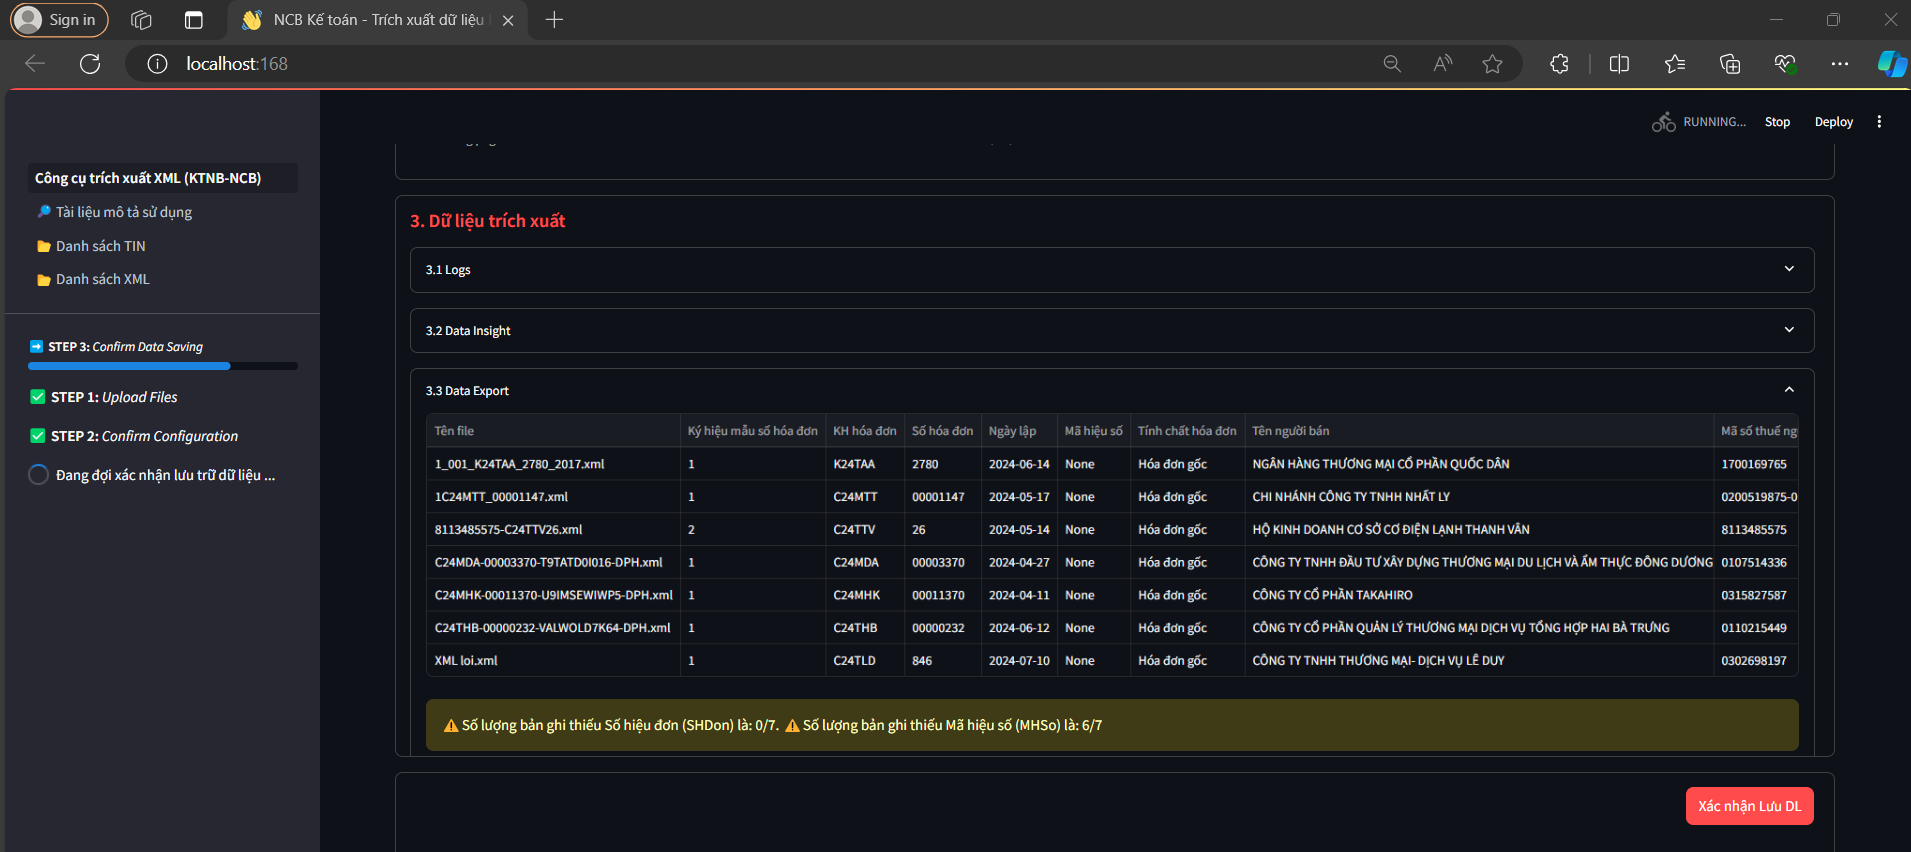 Sign in
NCB Kế toán - Trích xuất dữ liệu
localhost:168
RUNNING...
Stop
Deploy
Công cụ trích xuất XML (KTNB-NCB)
Tài liệu mô tả sử dụng
Danh sách TIN
Danh sách XML
STEP 3: Confirm Data Saving
STEP 1: Upload Files
STEP 2: Confirm Configuration
Đang đợi xác nhận lưu trữ dữ liệu ...
3. Dữ liệu trích xuất
3.1 Logs
3.2 Data Insight
3.3 Data Export
Tên file Ký hiệu mẫu số hóa đơn KH hóa đơn Số hóa đơn Ngày lập Mã hiệu số Tính chất hóa đơn Tên người bán Mã số thuế ng
1_001_K24TAA_2780_2017.xml 1 K24TAA 2780 2024-06-14 None Hóa đơn gốc NGÂN HÀNG THƯƠNG MẠI CỔ PHẦN QUỐC DÂN 1700169765
1C24MTT_00001147.xml 1 C24MTT 00001147 2024-05-17 None Hóa đơn gốc CHI NHÁNH CÔNG TY TNHH NHẤT LY 0200519875-0
8113485575-C24TTV26.xml 2 C24TTV 26 2024-05-14 None Hóa đơn gốc HỘ KINH DOANH CƠ SỞ CƠ ĐIỆN LẠNH THANH VÂN 8113485575
C24MDA-00003370-T9TATD0I016-DPH.xml 1 C24MDA 00003370 2024-04-27 None Hóa đơn gốc CÔNG TY TNHH ĐẦU TƯ XÂY DỰNG THƯƠNG MẠI DU LỊCH VÀ ẨM THỰC ĐÔNG DƯƠNG 0107514336
C24MHK-00011370-U9IMSEWIWP5-DPH.xml 1 C24MHK 00011370 2024-04-11 None Hóa đơn gốc CÔNG TY CỔ PHẦN TAKAHIRO 0315827587
C24THB-00000232-VALWOLD7K64-DPH.xml 1 C24THB 00000232 2024-06-12 None Hóa đơn gốc CÔNG TY CỔ PHẦN QUẢN LÝ THƯƠNG MẠI DỊCH VỤ TỔNG HỢP HAI BÀ TRƯNG 0110215449
XML loi.xml 1 C24TLD 846 2024-07-10 None Hóa đơn gốc CÔNG TY TNHH THƯƠNG MẠI- DỊCH VỤ LÊ DUY 0302698197
Số lượng bản ghi thiếu Số hiệu đơn (SHDon) là: 0/7. Số lượng bản ghi thiếu Mã hiệu số (MHSo) là: 6/7
Xác nhận Lưu DL